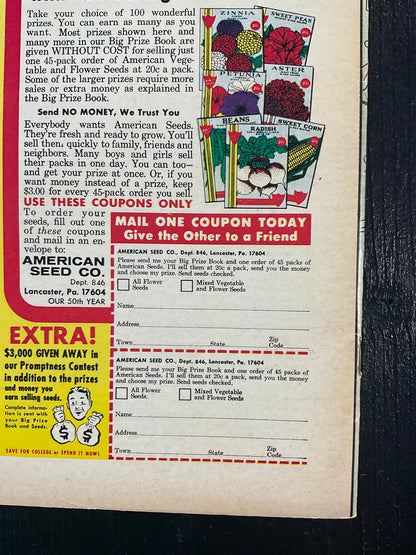 Take your choice of 100 wonderful
prizes. You can earn as many as you
want. Most prizes shown here and
many more in our Big Prize Book are
given WITHOUT COST for selling just
one 45-pack order of American Vege-
table and Flower Seeds at 20c a pack.
Some of the larger prizes require more
sales or extra money as explained in
the Big Prize Book.
Send NO MONEY, We Trust You
Everybody wants American Seeds.
They're fresh and ready to grow. You'll
sell them quickly to family, friends and
neighbors. Many boys and girls sell
their packs in one day. You can too—
and get your prize at once. Or, if you
want money instead of a prize, keep
$3.00 for every 45-pack order you sell.
USE THESE COUPONS ONLY
To order your
seeds, fill out one
of these coupons
and mail in an en-
velope to:
AMERICAN
SEED CO.
Dept. 846
Lancaster, Pa. 17604
OUR 50th YEAR
ZINNIA
SWEET PEAS
PETUNIA
ASTER
BEANS
RADISH
SWEET CORN
MAIL ONE COUPON TODAY
Give the Other to a Friend
AMERICAN SEED CO., Dept. 846, Lancaster, Pa. 17604
Please send me your Big Prize Book and one order of 45 packs
of American Seeds. I'll sell them at 20c a pack, send you the money
and choose my prize. Send seeds checked.
All Flower
Seeds
Mixed Vegetable
and Flower Seeds
Name
Address
Town State Zip
Code
AMERICAN SEED CO., Dept. 846, Lancaster, Pa. 17604
Please send me your Big Prize Book and one order of 45 packs
of American Seeds. I'll sell them at 20c a pack, send you the money
and choose my prize. Send seeds checked.
All Flower
Seeds
Mixed Vegetable
and Flower Seeds
Name
Address
Town State Zip
Code
EXTRA!
$3,000 GIVEN AWAY in
our Promptness Contest
in addition to the prizes
and money you
earn selling seeds.
Complete informa-
tion is sent with
your Big Prize
Book and Seeds.
$ $
SAVE FOR COLLEGE or SPEND IT NOW!